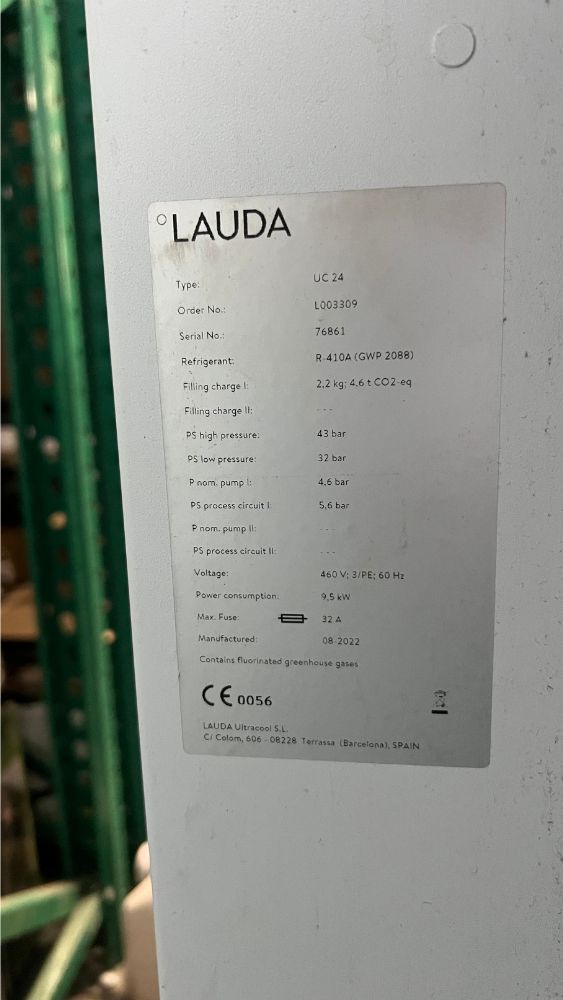 °LAUDA
Type: UC 24
Order No.: L003309
Serial No.: 76861
Refrigerant: R-410A (GWP 2088)
Filling charge I: 2,2 kg; 4,6 t CO2-eq
Filling charge II: ---
PS high pressure: 43 bar
PS low pressure: 32 bar
P nom. pump I: 4,6 bar
PS process circuit I: 5,6 bar
P nom. pump II: ---
PS process circuit II: ---
Voltage: 460 V; 3/PE; 60 Hz
Power consumption: 9,5 kW
Max. Fuse: 32 A
Manufactured: 08-2022
Contains fluorinated greenhouse gases
CE 0056
LAUDA Ultracool S.L.
C/ Colom, 606 - 08228 Terrassa (Barcelona), SPAIN